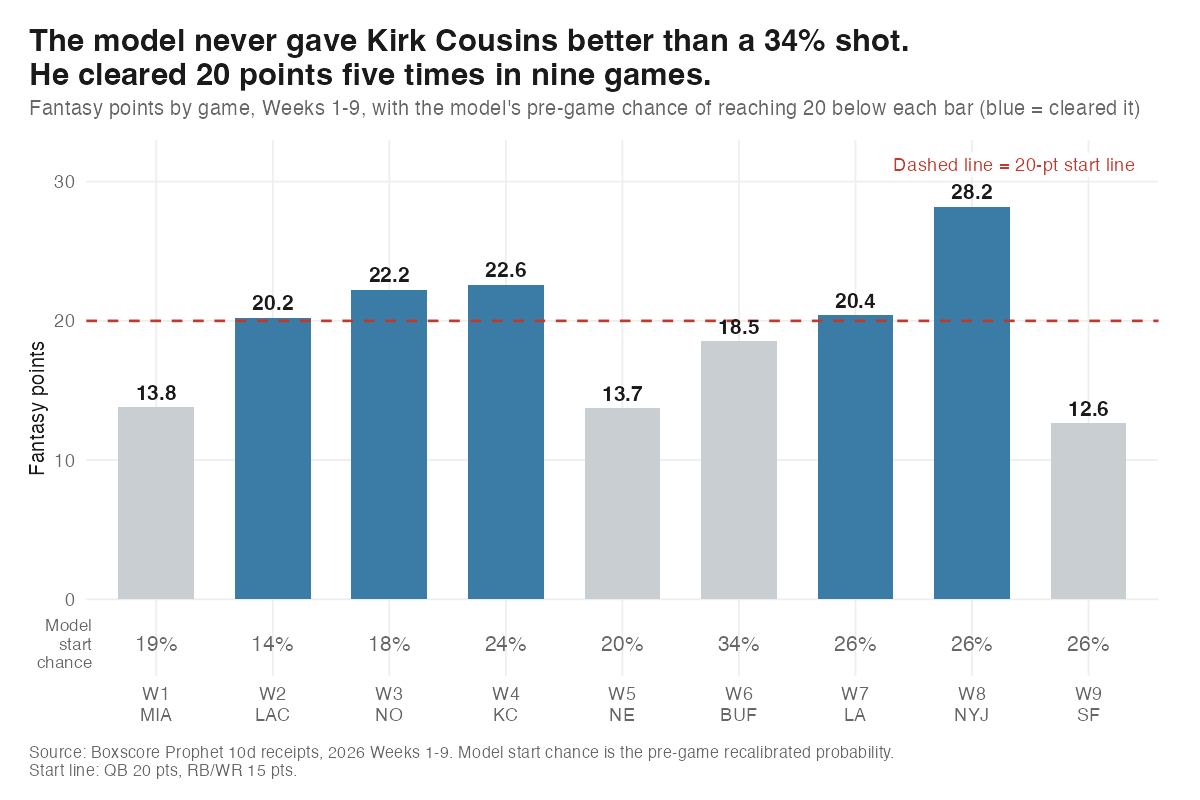 The model never gave Kirk Cousins better than a 34% shot.
He cleared 20 points five times in nine games.
Fantasy points by game, Weeks 1-9, with the model's pre-game chance of reaching 20 below each bar (blue = cleared it)
Dashed line = 20-pt start line
30
20
10
0
Fantasy points
13.8
20.2
22.2
22.6
13.7
18.5
20.4
28.2
12.6
Model
start
chance
19% 14% 18% 24% 20% 34% 26% 26% 26%
W1 W2 W3 W4 W5 W6 W7 W8 W9
MIA LAC NO KC NE BUF LA NYJ SF
Source: Boxscore Prophet 10d receipts, 2026 Weeks 1-9. Model start chance is the pre-game recalibrated probability.
Start line: QB 20 pts, RB/WR 15 pts.